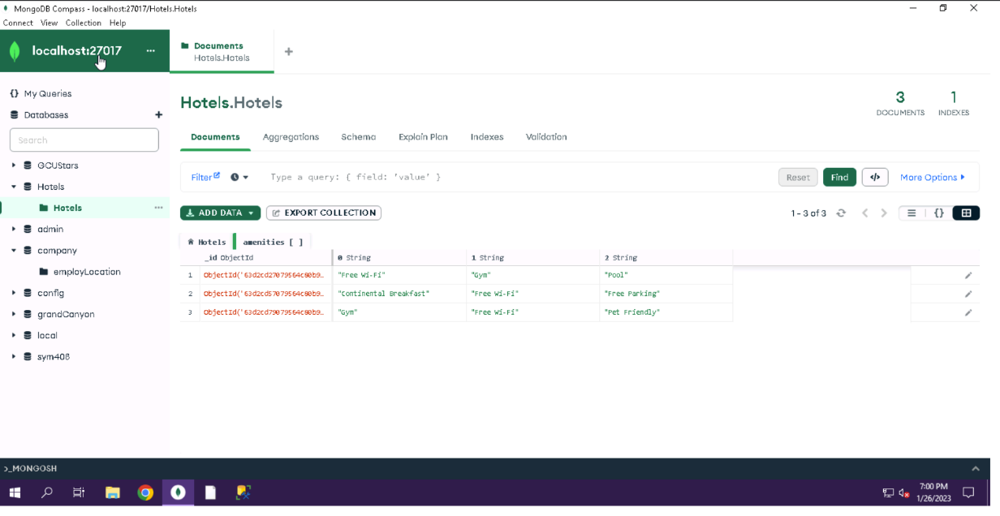 MongoDB Compass - localhost:27017/Hotels.Hotels
Connect View Collection Help
localhost:27017 ...
Documents
Hotels.Hotels
+
{} My Queries
Databases +
Search
GCUStars
Hotels
Hotels ...
admin
company
employLocation
config
grandCanyon
local
sym408
Hotels.Hotels
3
DOCUMENTS
1
INDEXES
Documents Aggregations Schema Explain Plan Indexes Validation
Filter Type a query: { field: 'value' } Reset Find </> More Options
ADD DATA EXPORT COLLECTION 1 - 3 of 3 {}
Hotels amenities [ ]
_id ObjectId 0 String 1 String 2 String
1 ObjectId('63d2cd27079564c80b9… "Free Wi-Fi" "Gym" "Pool"
2 ObjectId('63d2cd57079564c80b9… "Continental Breakfast" "Free Wi-Fi" "Free Parking"
3 ObjectId('63d2cd79079564c80b9… "Gym" "Free Wi-Fi" "Pet Friendly"
>_MONGOSH
7:00 PM
1/26/2023